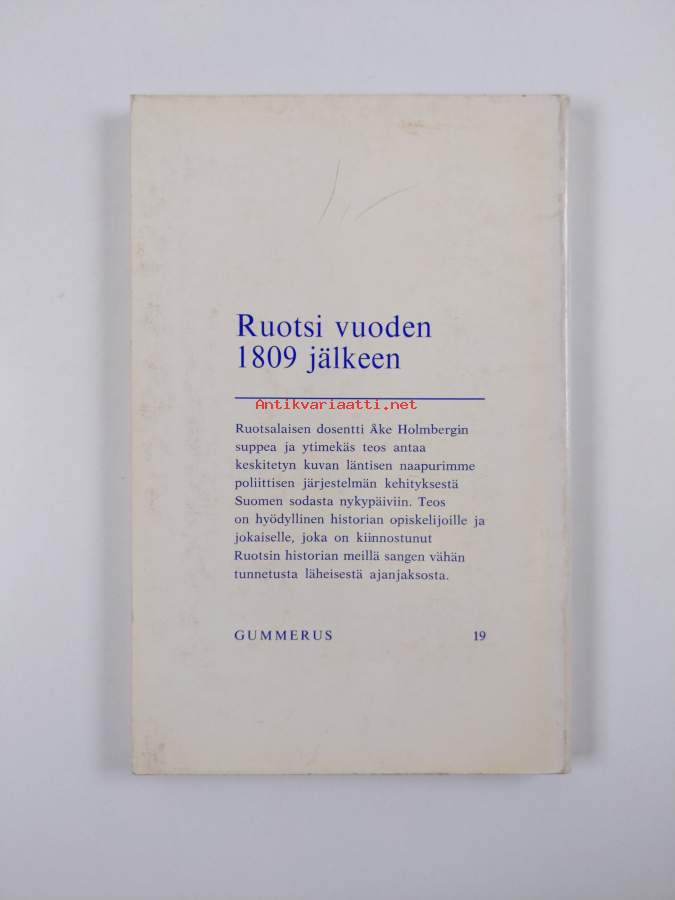 Ruotsi vuoden
1809 jälkeen
Antikvariaatti.net
Ruotsalaisen dosentti Åke Holmbergin
suppea ja ytimekäs teos antaa
keskitetyn kuvan läntisen naapurimme
poliittisen järjestelmän kehityksestä
Suomen sodasta nykypäiviin. Teos
on hyödyllinen historian opiskelijoille ja
jokaiselle, joka on kiinnostunut
Ruotsin historian meillä sangen vähän
tunnetusta läheisestä ajanjaksosta.
GUMMERUS 19